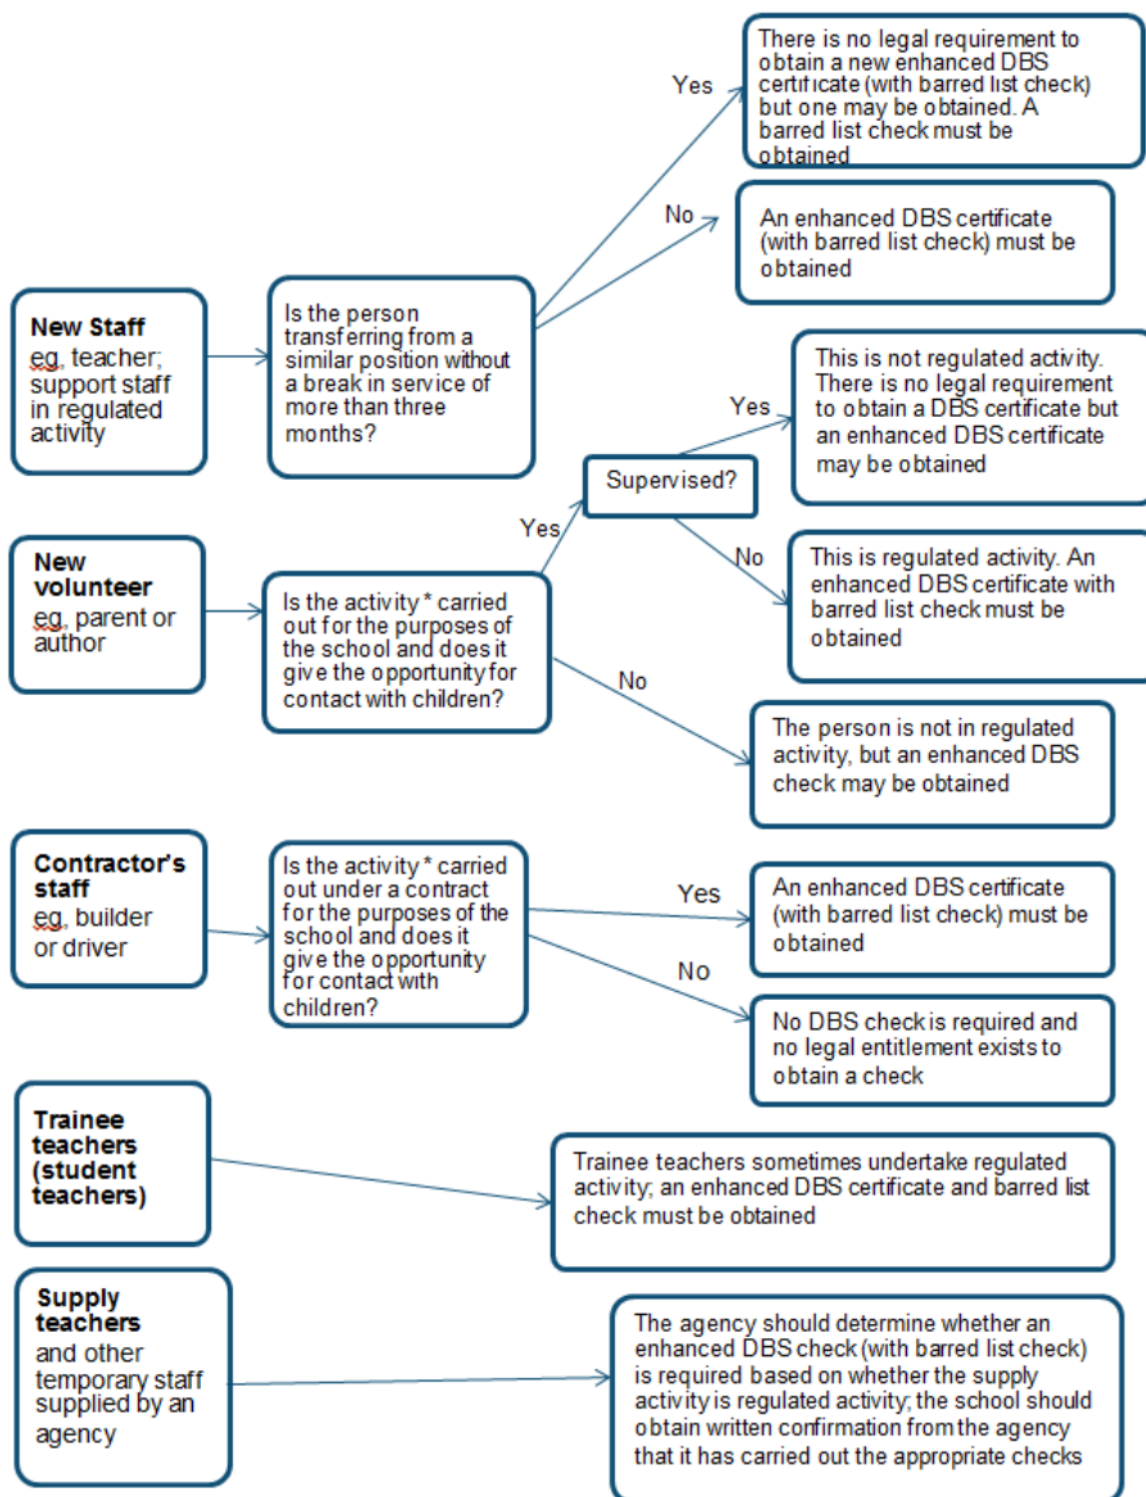 New Staff
eg, teacher;
support staff
in regulated
activity
Is the person
transferring from a
similar position without
a break in service of
more than three
months?
Yes
There is no legal requirement to
obtain a new enhanced DBS
certificate (with barred list check)
but one may be obtained. A
barred list check must be
obtained
No
An enhanced DBS certificate
(with barred list check) must be
obtained
New
volunteer
eg, parent or
author
Is the activity * carried
out for the purposes of
the school and does it
give the opportunity for
contact with children?
Yes
Supervised?
Yes
This is not regulated activity.
There is no legal requirement
to obtain a DBS certificate but
an enhanced DBS certificate
may be obtained
No
This is regulated activity. An
enhanced DBS certificate with
barred list check must be
obtained
No
The person is not in regulated
activity, but an enhanced DBS
check may be obtained
Contractor's
staff
eg, builder
or driver
Is the activity * carried
out under a contract
for the purposes of the
school and does it
give the opportunity
for contact with
children?
Yes
An enhanced DBS certificate
(with barred list check) must be
obtained
No
No DBS check is required and
no legal entitlement exists to
obtain a check
Trainee
teachers
(student
teachers)
Trainee teachers sometimes undertake regulated
activity; an enhanced DBS certificate and barred list
check must be obtained
Supply
teachers
and other
temporary staff
supplied by an
agency
The agency should determine whether an
enhanced DBS check (with barred list check)
is required based on whether the supply
activity is regulated activity; the school should
obtain written confirmation from the agency
that it has carried out the appropriate checks